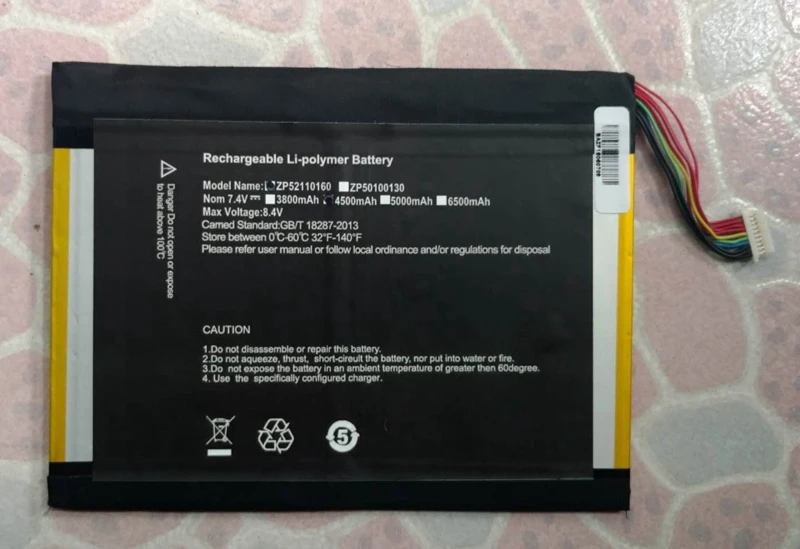 Rechargeable Li-polymer Battery
Model Name: ZP52110160 ZP50100130
Nom 7.4V⎓ 3800mAh 4500mAh 5000mAh 6500mAh
Max Voltage:8.4V
Carned Standard:GB/T 18287-2013
Store between 0℃-60℃ 32°F-140°F
Please refer user manual or follow local ordinance and/or regulations for disposal
Danger Do not open or expose
to heat above 100℃
CAUTION
1.Do not disassemble or repair this battery.
2.Do not aqueeze, thrust, short-cireult the battery, nor put into water or fire.
3.Do not expose the battery in an ambient temperature of greater then 60degree.
4. Use the specifically configured charger.
5